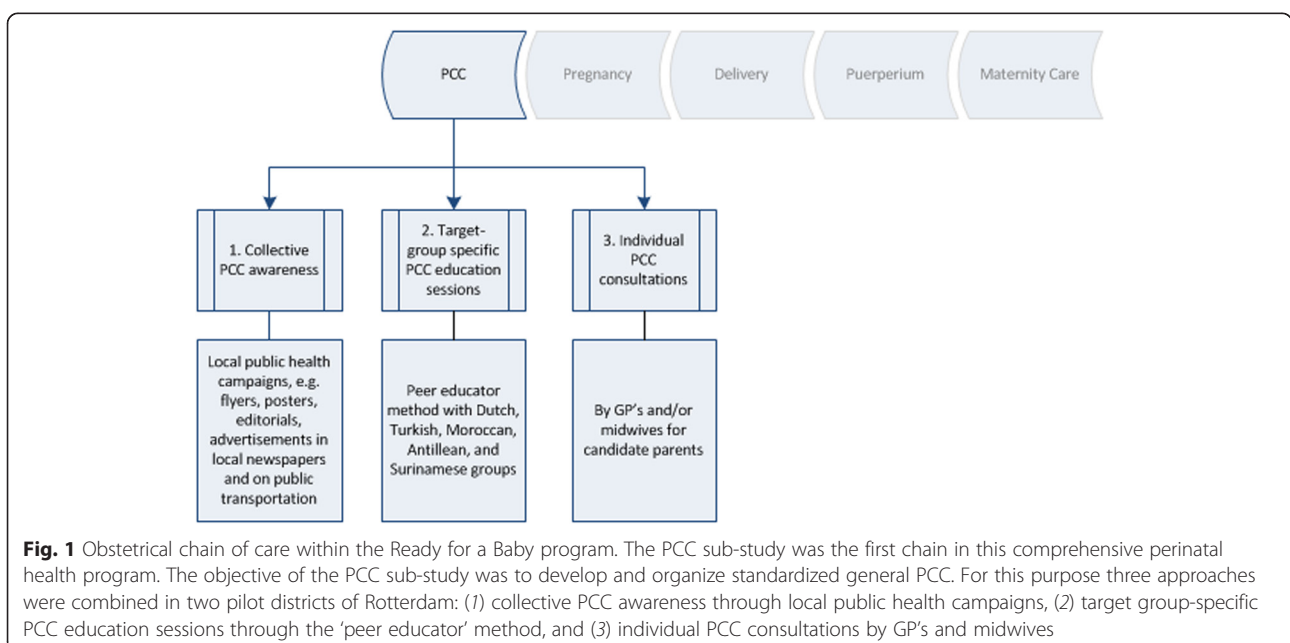 PCC
Pregnancy
Delivery
Puerperium
Maternity Care
1. Collective
PCC awareness
2. Target-
group specific
PCC education
sessions
3. Individual
PCC
consultations
Local public health
campaigns, e.g.
flyers, posters,
editorials,
advertisements in
local newspapers
and on public
transportation
Peer educator
method with Dutch,
Turkish, Moroccan,
Antillean, and
Surinamese groups
By GP's and/or
midwives for
candidate parents
Fig. 1 Obstetrical chain of care within the Ready for a Baby program. The PCC sub-study was the first chain in this comprehensive perinatal
health program. The objective of the PCC sub-study was to develop and organize standardized general PCC. For this purpose three approaches
were combined in two pilot districts of Rotterdam: (1) collective PCC awareness through local public health campaigns, (2) target group-specific
PCC education sessions through the ‘peer educator’ method, and (3) individual PCC consultations by GP's and midwives